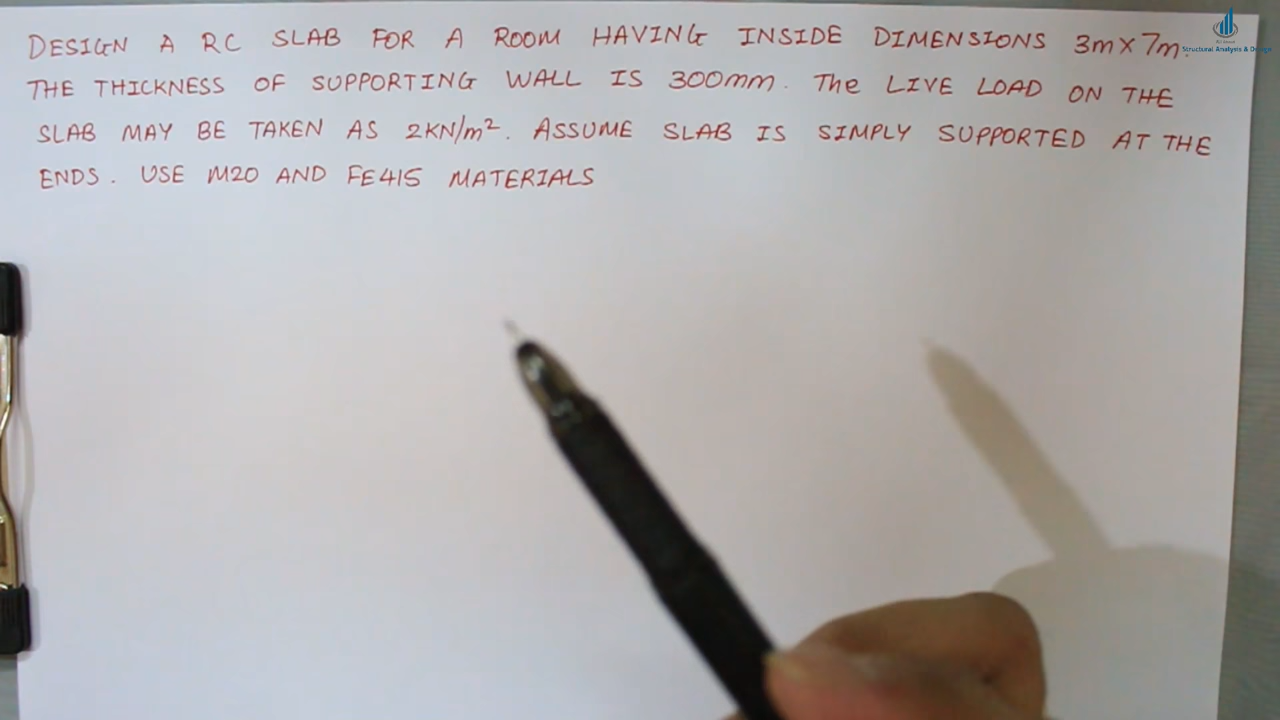 DESIGN A RC SLAB FOR A ROOM HAVING INSIDE DIMENSIONS 3m x 7m.
THE THICKNESS OF SUPPORTING WALL IS 300mm. The LIVE LOAD ON THE
SLAB MAY BE TAKEN AS 2KN/m². ASSUME SLAB IS SIMPLY SUPPORTED AT THE
ENDS. USE M20 AND FE415 MATERIALS
Structural Analysis & Design